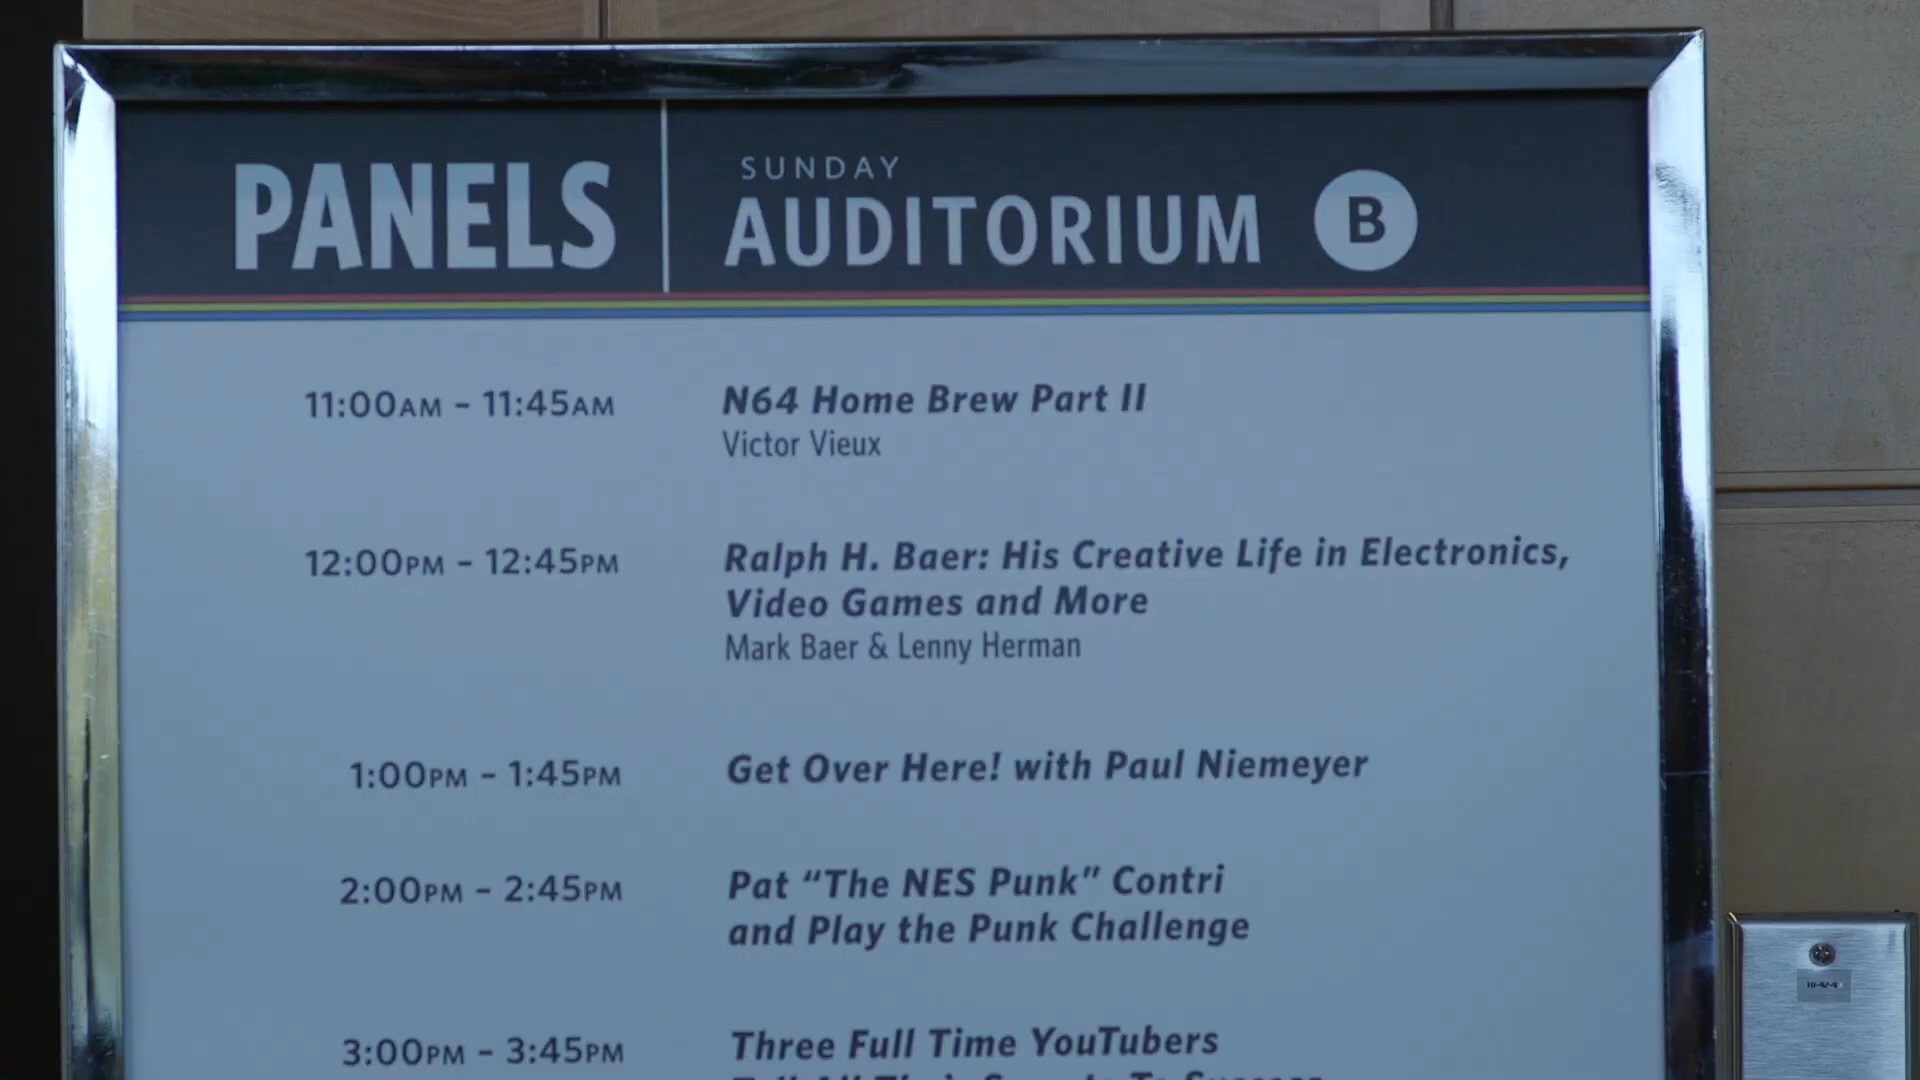 PANELS
SUNDAY
AUDITORIUM B
11:00AM - 11:45AM
N64 Home Brew Part II
Victor Vieux
12:00PM - 12:45PM
Ralph H. Baer: His Creative Life in Electronics,
Video Games and More
Mark Baer & Lenny Herman
1:00PM - 1:45PM
Get Over Here! with Paul Niemeyer
2:00PM - 2:45PM
Pat “The NES Punk” Contri
and Play the Punk Challenge
3:00PM - 3:45PM
Three Full Time YouTubers